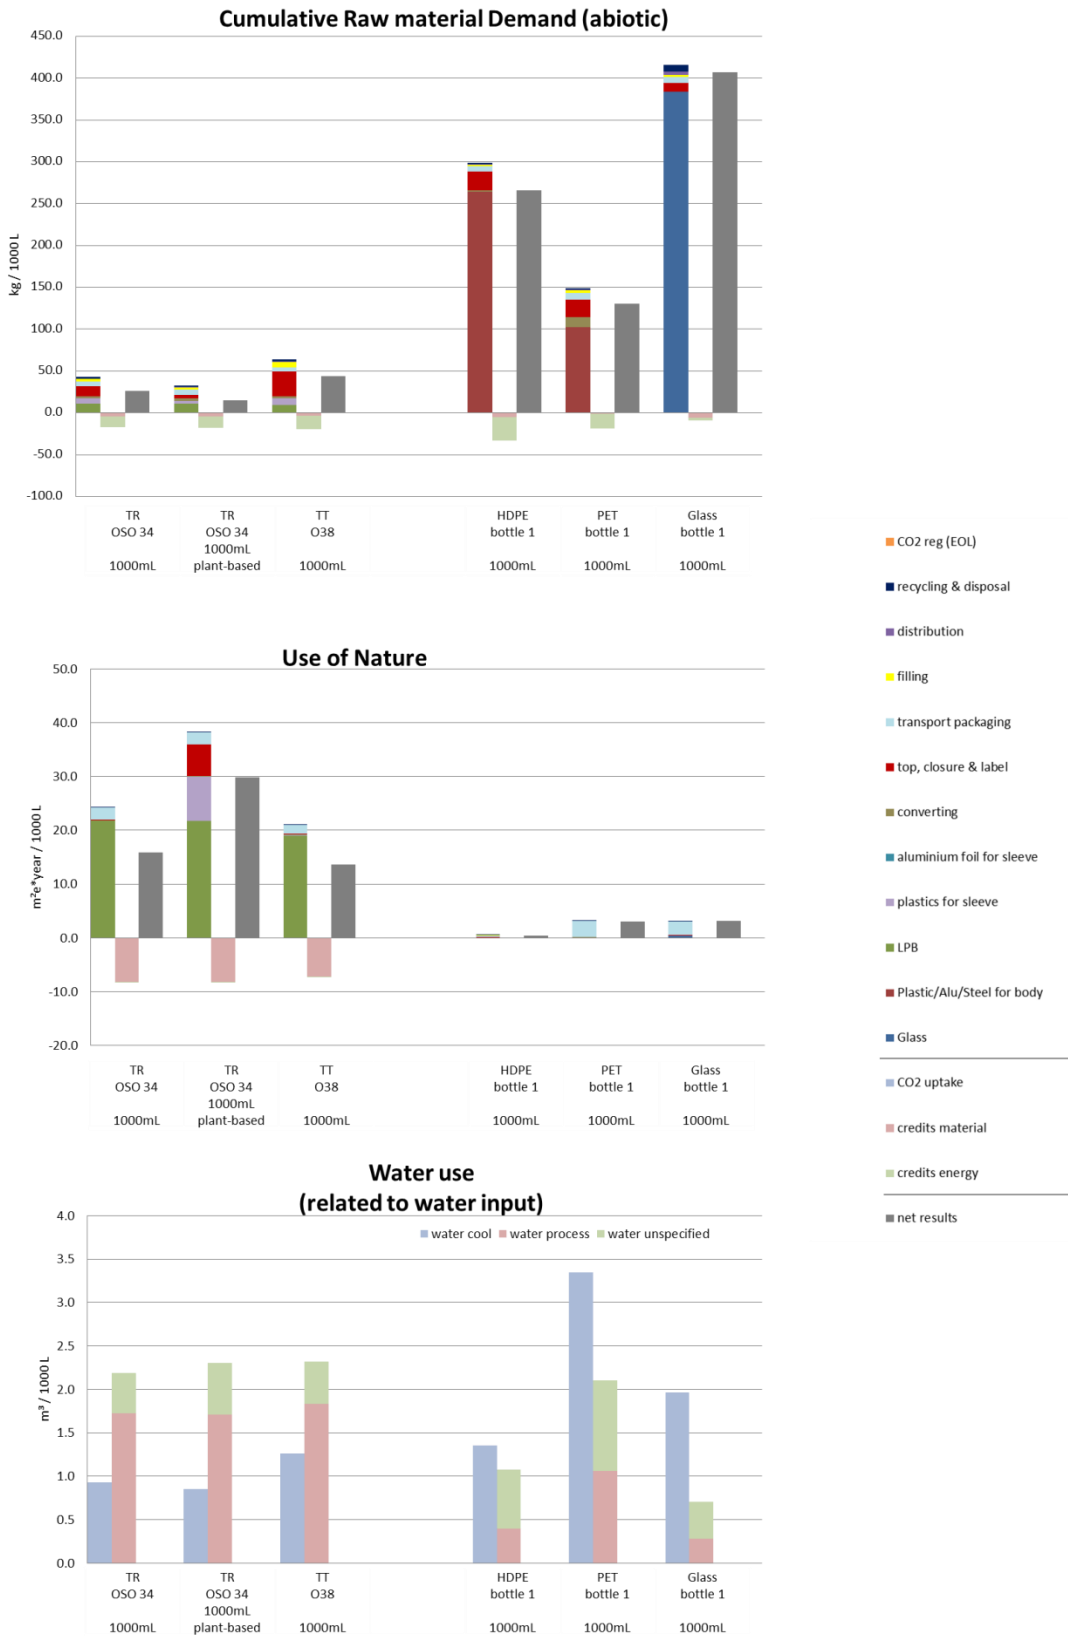 Cumulative Raw material Demand (abiotic)
450.0
400.0
350.0
300.0
250.0
200.0
150.0
100.0
50.0
0.0
-50.0
-100.0
kg / 1000 L
TR
OSO 34
1000mL
TR
OSO 34
1000mL
plant-based
TT
O38
1000mL
HDPE
bottle 1
1000mL
PET
bottle 1
1000mL
Glass
bottle 1
1000mL
Use of Nature
50.0
40.0
30.0
20.0
10.0
0.0
-10.0
-20.0
m²e*year / 1000 L
TR
OSO 34
1000mL
TR
OSO 34
1000mL
plant-based
TT
O38
1000mL
HDPE
bottle 1
1000mL
PET
bottle 1
1000mL
Glass
bottle 1
1000mL
Water use
(related to water input)
4.0
3.5
3.0
2.5
2.0
1.5
1.0
0.5
0.0
m³ / 1000 L
water cool water process water unspecified
TR
OSO 34
1000mL
TR
OSO 34
1000mL
plant-based
TT
O38
1000mL
HDPE
bottle 1
1000mL
PET
bottle 1
1000mL
Glass
bottle 1
1000mL
CO2 reg (EOL)
recycling & disposal
distribution
filling
transport packaging
top, closure & label
converting
aluminium foil for sleeve
plastics for sleeve
LPB
Plastic/Alu/Steel for body
Glass
CO2 uptake
credits material
credits energy
net results